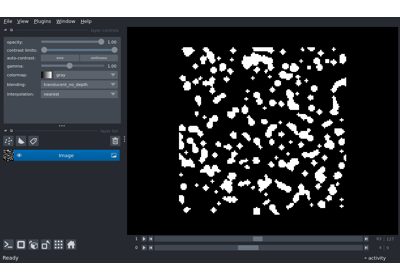 File View Plugins Window Help
opacity: 1.00
contrast limits:
auto-contrast: once continuous
gamma: 1.00
colormap: gray
blending: translucent_no_depth
interpolation: nearest
Image
1
0
Ready
activity